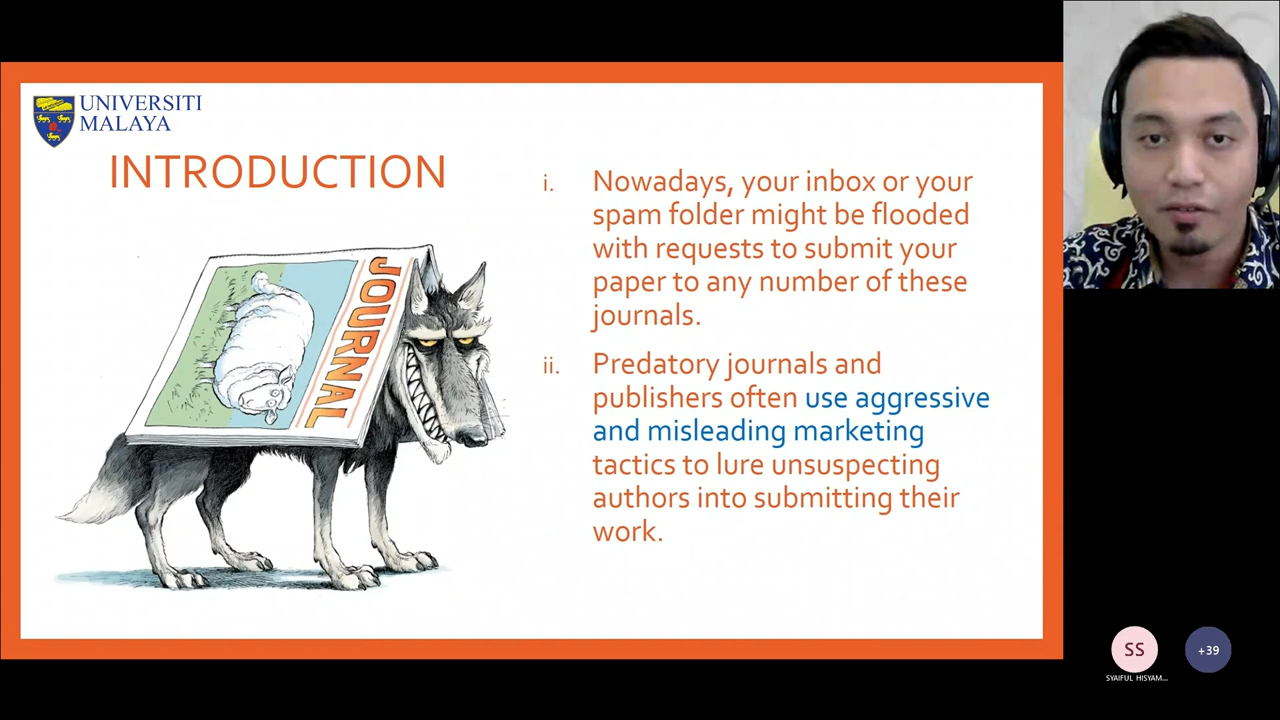 UNIVERSITI
MALAYA
INTRODUCTION
JOURNAL
i. Nowadays, your inbox or your
spam folder might be flooded
with requests to submit your
paper to any number of these
journals.
ii. Predatory journals and
publishers often use aggressive
and misleading marketing
tactics to lure unsuspecting
authors into submitting their
work.
SS
+39
SYAIFUL HISYAM...